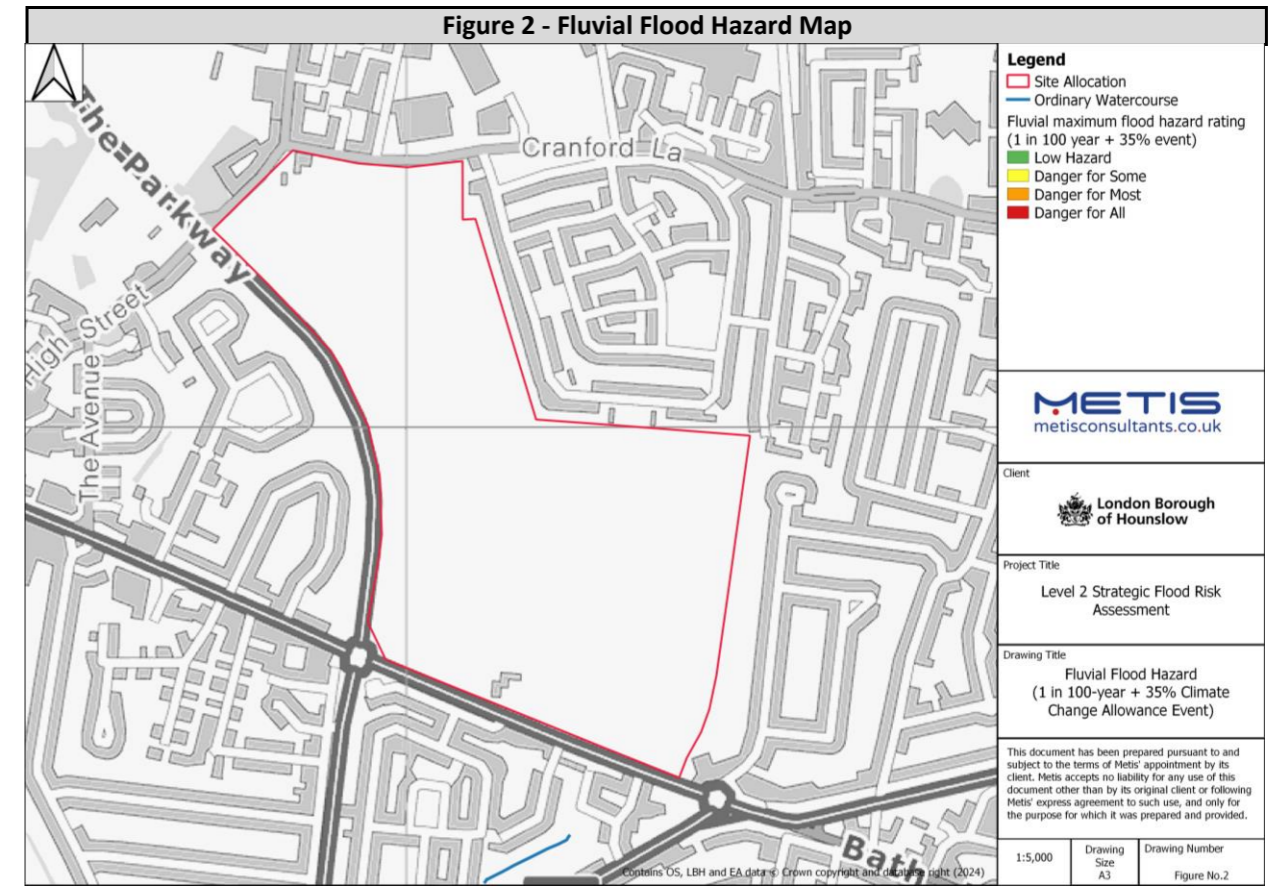 Figure 2 - Fluvial Flood Hazard Map
The Parkway
Cranford La
High Street
The Avenue
Bath
Contains OS, LBH and EA data © Crown copyright and database right (2024)
Legend
Site Allocation
Ordinary Watercourse
Fluvial maximum flood hazard rating
(1 in 100 year + 35% event)
Low Hazard
Danger for Some
Danger for Most
Danger for All
METIS
metisconsultants.co.uk
Client
London Borough
of Hounslow
Project Title
Level 2 Strategic Flood Risk
Assessment
Drawing Title
Fluvial Flood Hazard
(1 in 100-year + 35% Climate
Change Allowance Event)
This document has been prepared pursuant to and
subject to the terms of Metis' appointment by its
client. Metis accepts no liability for any use of this
document other than by its original client or following
Metis' express agreement to such use, and only for
the purpose for which it was prepared and provided.
1:5,000
Drawing
Size
A3
Drawing Number
Figure No.2